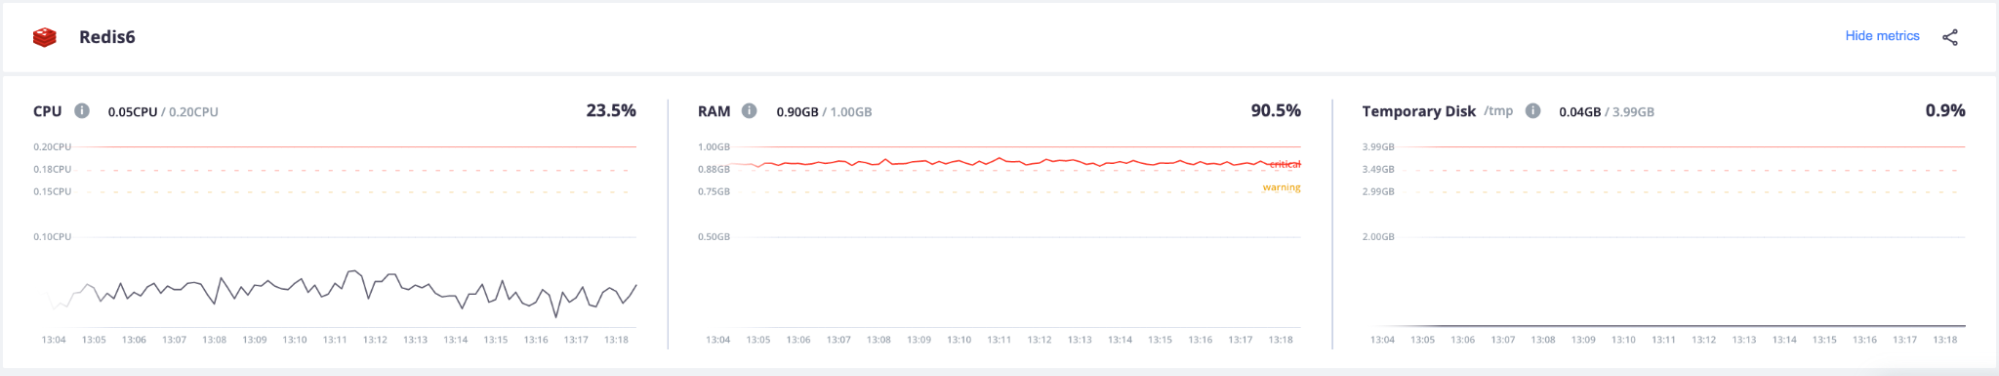 Redis6
Hide metrics
CPU i 0.05CPU / 0.20CPU 23.5%
0.20CPU
0.18CPU
0.15CPU
0.10CPU
13:04 13:05 13:06 13:07 13:08 13:09 13:10 13:11 13:12 13:13 13:14 13:15 13:16 13:17 13:18
RAM i 0.90GB / 1.00GB 90.5%
1.00GB
critical
0.88GB
warning
0.75GB
0.50GB
13:04 13:05 13:06 13:07 13:08 13:09 13:10 13:11 13:12 13:13 13:14 13:15 13:16 13:17 13:18
Temporary Disk /tmp i 0.04GB / 3.99GB 0.9%
3.99GB
3.49GB
2.99GB
2.00GB
13:04 13:05 13:06 13:07 13:08 13:09 13:10 13:11 13:12 13:13 13:14 13:15 13:16 13:17 13:18